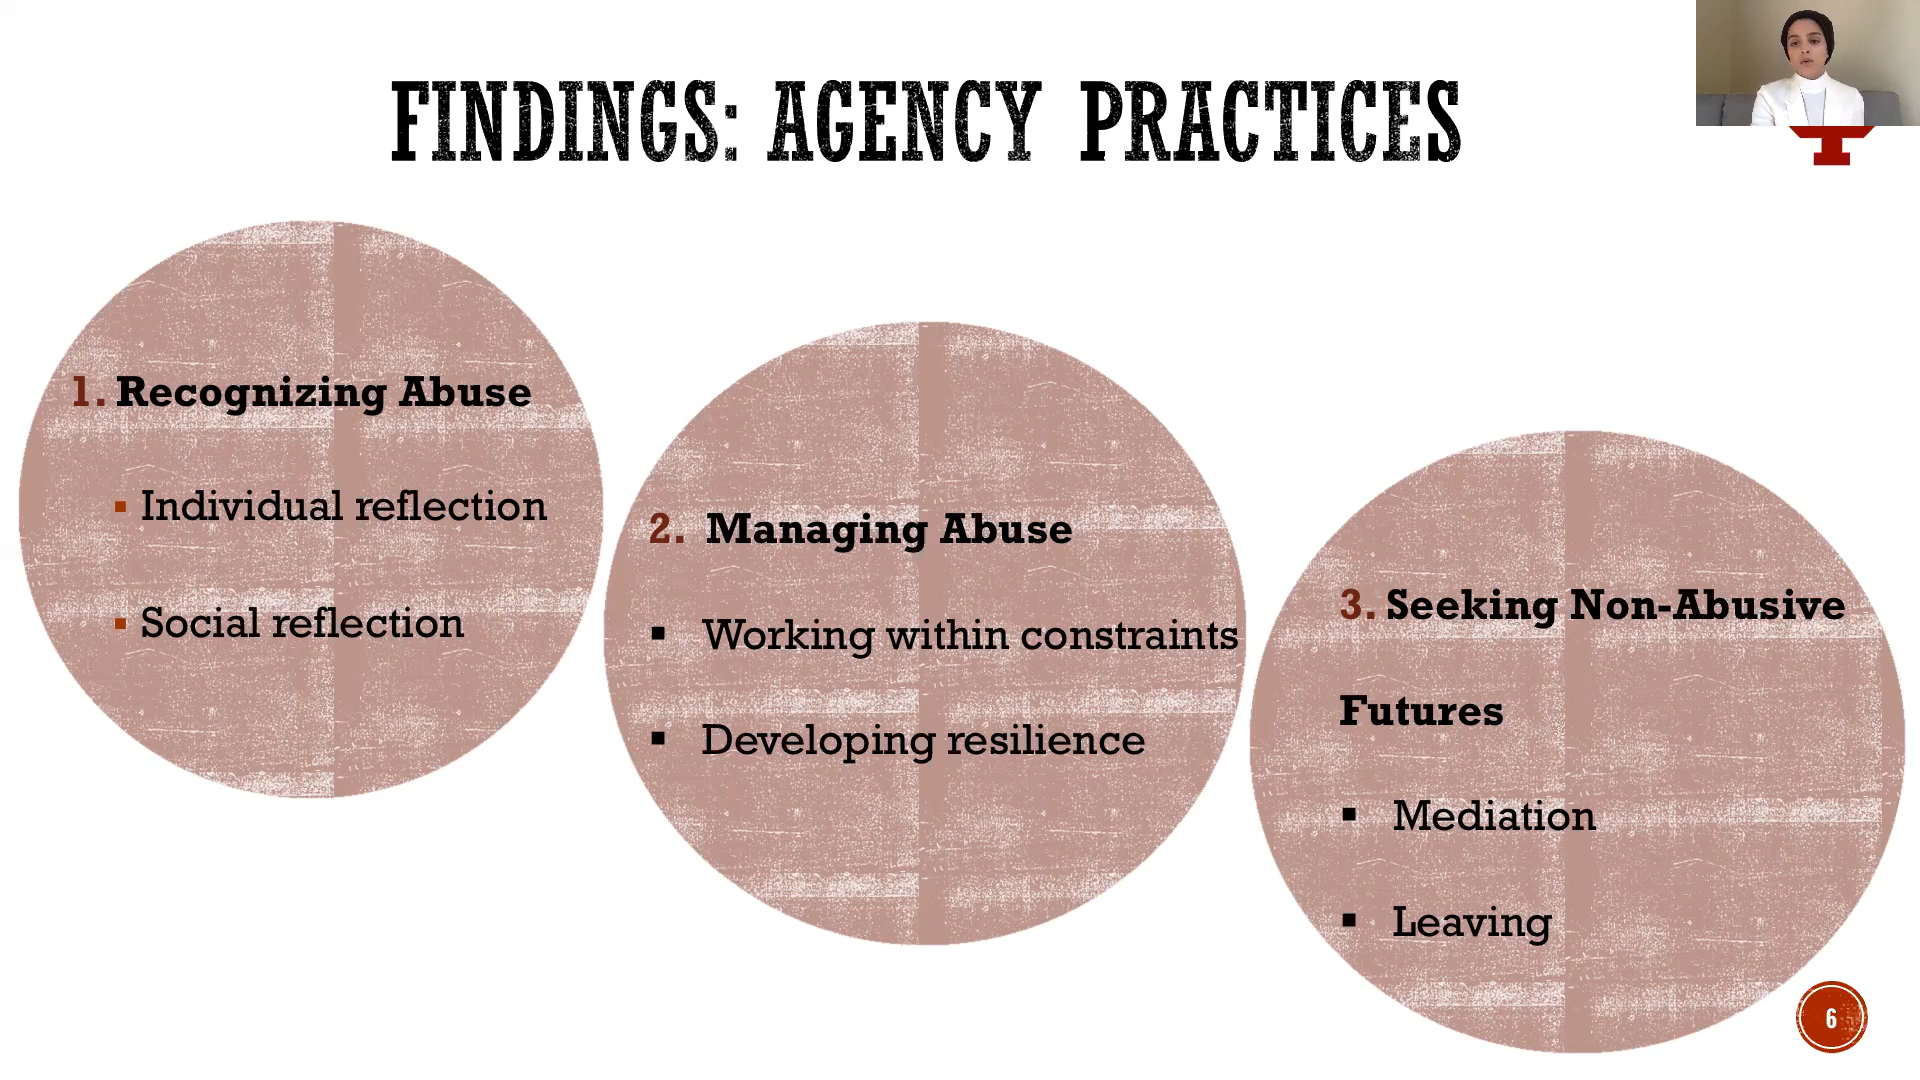 FINDINGS: AGENCY PRACTICES
1. Recognizing Abuse
▪ Individual reflection
▪ Social reflection
2. Managing Abuse
▪ Working within constraints
▪ Developing resilience
3. Seeking Non-Abusive
Futures
▪ Mediation
▪ Leaving
6